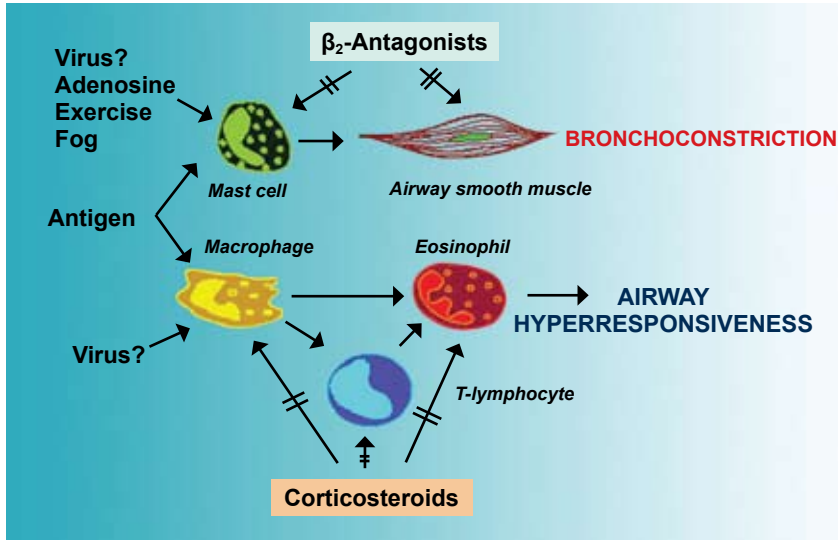 β₂-Antagonists
Virus?
Adenosine
Exercise
Fog
BRONCHOCONSTRICTION
Mast cell
Airway smooth muscle
Antigen
Macrophage
Eosinophil
AIRWAY
HYPERRESPONSIVENESS
Virus?
T-lymphocyte
Corticosteroids